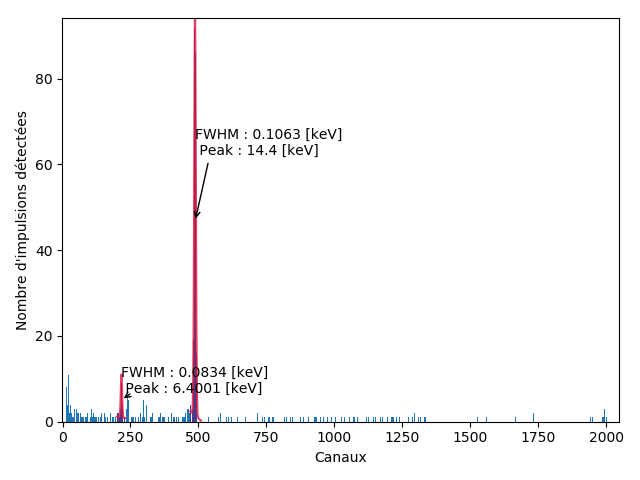 80
60
40
20
0
Nombre d'impulsions détectées
FWHM : 0.1063 [keV]
Peak : 14.4 [keV]
FWHM : 0.0834 [keV]
Peak : 6.4001 [keV]
0 250 500 750 1000 1250 1500 1750 2000
Canaux